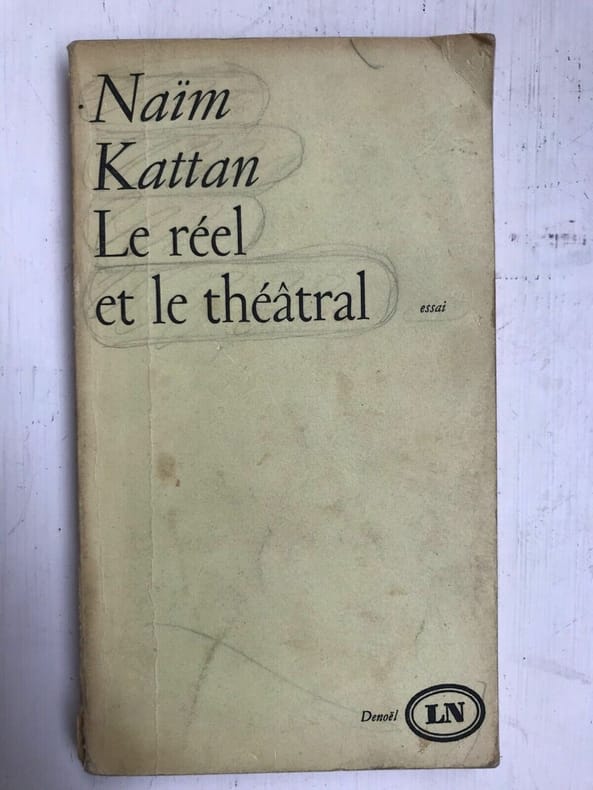 Naïm
Kattan
Le réel
et le théâtral
essai
Denoël
LN